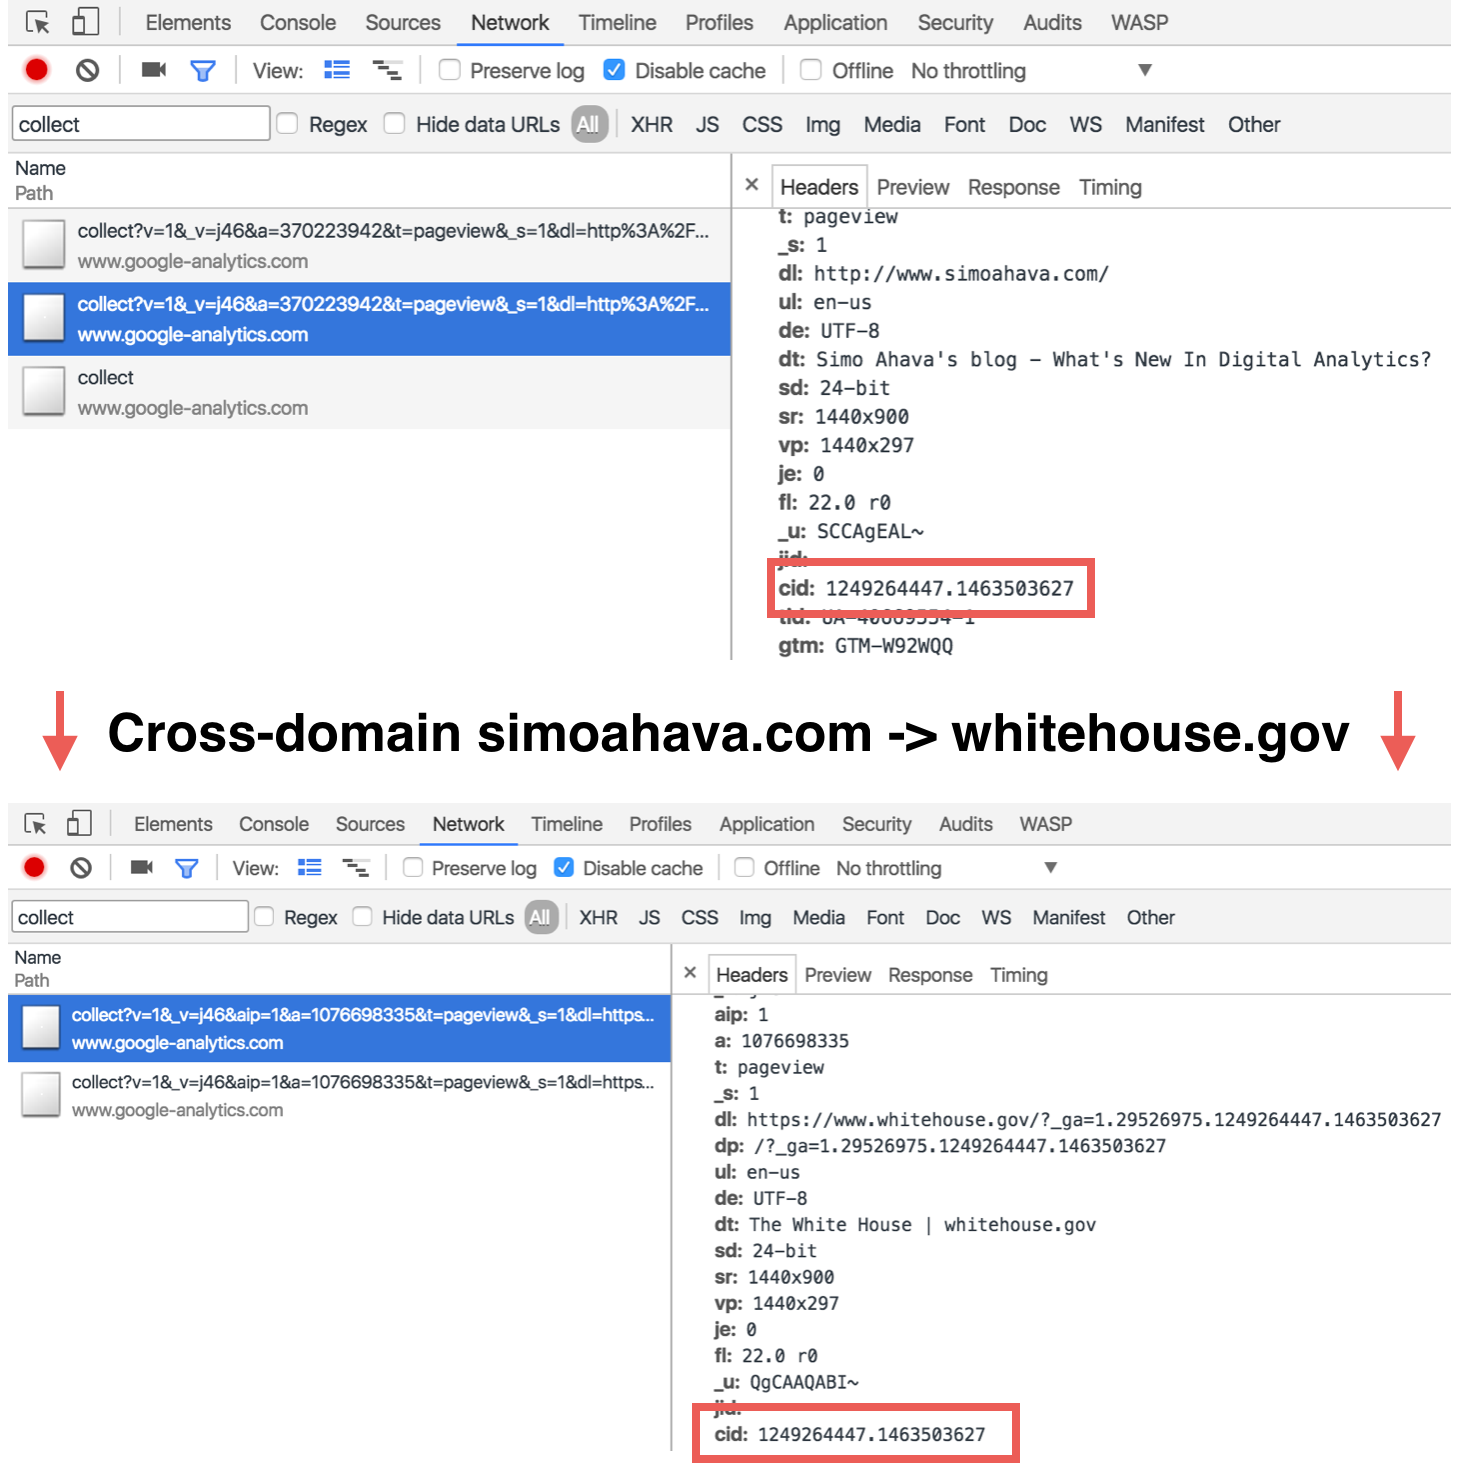 Elements Console Sources Network Timeline Profiles Application Security Audits WASP
View: Preserve log Disable cache Offline No throttling
collect Regex Hide data URLs All XHR JS CSS Img Media Font Doc WS Manifest Other
Name
Path
Headers Preview Response Timing
collect?v=1&_v=j46&a=370223942&t=pageview&_s=1&dl=http%3A%2F...
www.google-analytics.com
collect?v=1&_v=j46&a=370223942&t=pageview&_s=1&dl=http%3A%2F...
www.google-analytics.com
collect
www.google-analytics.com
t: pageview
_s: 1
dl: http://www.simoahava.com/
ul: en-us
de: UTF-8
dt: Simo Ahava's blog - What's New In Digital Analytics?
sd: 24-bit
sr: 1440x900
vp: 1440x297
je: 0
fl: 22.0 r0
_u: SCCAgEAL~
jid:
cid: 1249264447.1463503627
tid: UA-40669554-1
gtm: GTM-W92WQQ
Cross-domain simoahava.com -> whitehouse.gov
Elements Console Sources Network Timeline Profiles Application Security Audits WASP
View: Preserve log Disable cache Offline No throttling
collect Regex Hide data URLs All XHR JS CSS Img Media Font Doc WS Manifest Other
Name
Path
Headers Preview Response Timing
collect?v=1&_v=j46&aip=1&a=1076698335&t=pageview&_s=1&dl=https...
www.google-analytics.com
collect?v=1&_v=j46&aip=1&a=1076698335&t=pageview&_s=1&dl=https...
www.google-analytics.com
aip: 1
a: 1076698335
t: pageview
_s: 1
dl: https://www.whitehouse.gov/?_ga=1.29526975.1249264447.1463503627
dp: /?_ga=1.29526975.1249264447.1463503627
ul: en-us
de: UTF-8
dt: The White House | whitehouse.gov
sd: 24-bit
sr: 1440x900
vp: 1440x297
je: 0
fl: 22.0 r0
_u: QgCAAQABI~
jid:
cid: 1249264447.1463503627